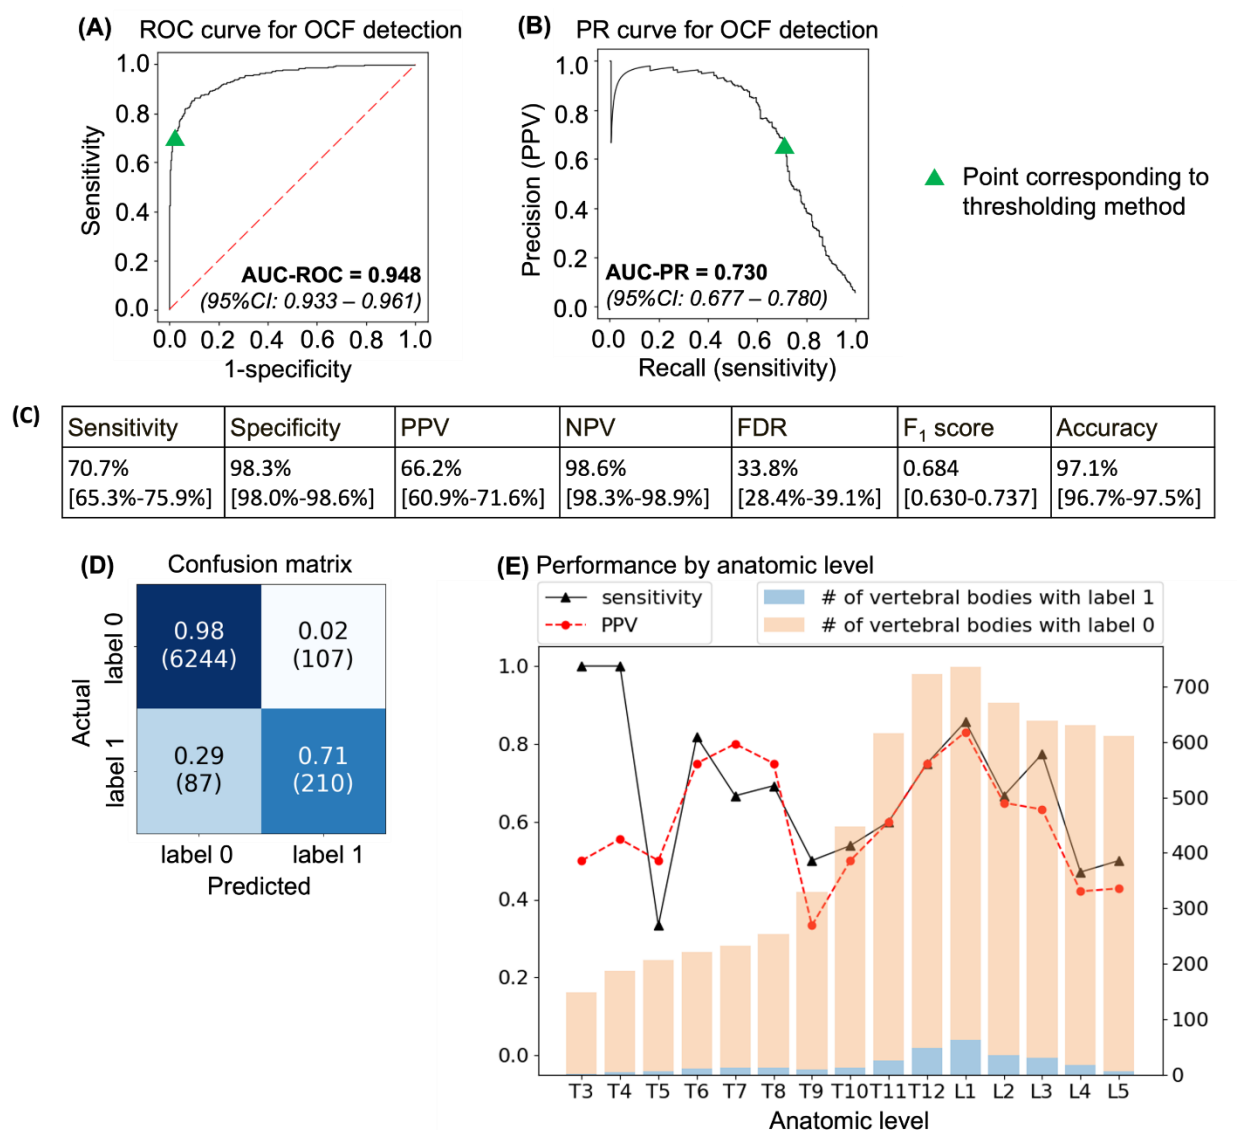 (A) ROC curve for OCF detection
1.0
0.8
0.6
0.4
0.2
0.0
Sensitivity
AUC-ROC = 0.948
(95%CI: 0.933 – 0.961)
0.0 0.2 0.4 0.6 0.8 1.0
1-specificity
(B) PR curve for OCF detection
1.0
0.8
0.6
0.4
0.2
0.0
Precision (PPV)
AUC-PR = 0.730
(95%CI: 0.677 – 0.780)
0.0 0.2 0.4 0.6 0.8 1.0
Recall (sensitivity)
Point corresponding to
thresholding method
(C)
Sensitivity Specificity PPV NPV FDR F1 score Accuracy
70.7% 98.3% 66.2% 98.6% 33.8% 0.684 97.1%
[65.3%-75.9%] [98.0%-98.6%] [60.9%-71.6%] [98.3%-98.9%] [28.4%-39.1%] [0.630-0.737] [96.7%-97.5%]
(D) Confusion matrix
Actual
label 0
label 1
0.98 0.02
(6244) (107)
0.29 0.71
(87) (210)
label 0 label 1
Predicted
(E) Performance by anatomic level
sensitivity
PPV
# of vertebral bodies with label 1
# of vertebral bodies with label 0
1.0
0.8
0.6
0.4
0.2
0.0
700
600
500
400
300
200
100
0
T3 T4 T5 T6 T7 T8 T9 T10 T11 T12 L1 L2 L3 L4 L5
Anatomic level